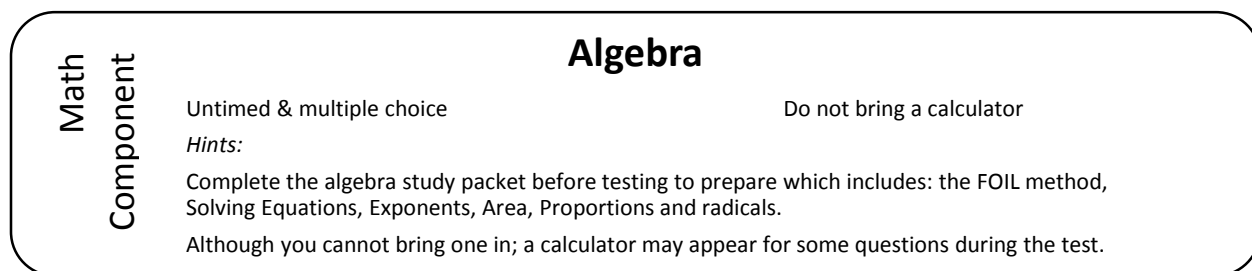 Math
Component
Algebra
Untimed & multiple choice
Do not bring a calculator
Hints:
Complete the algebra study packet before testing to prepare which includes: the FOIL method,
Solving Equations, Exponents, Area, Proportions and radicals.
Although you cannot bring one in; a calculator may appear for some questions during the test.